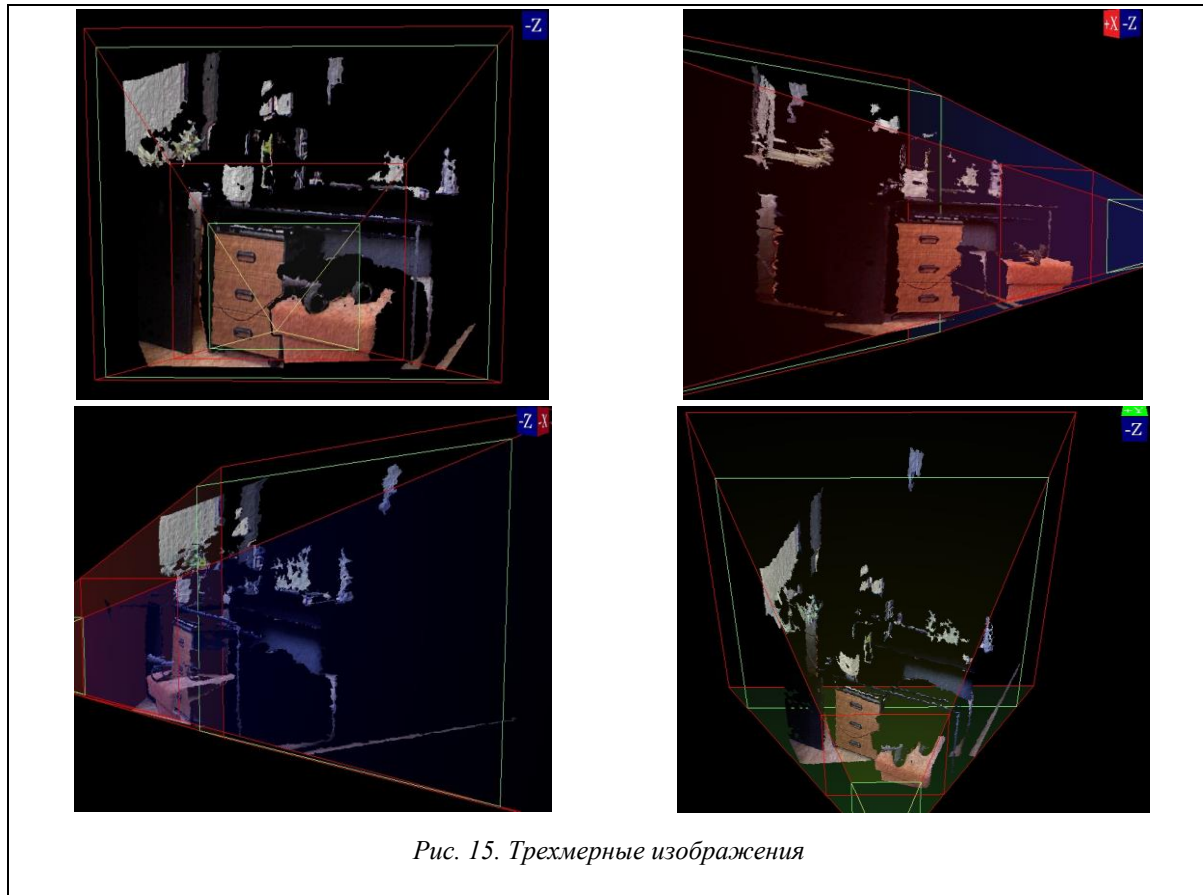 -Z
+X -Z
-Z -X
+Y
-Z
Рис. 15. Трехмерные изображения